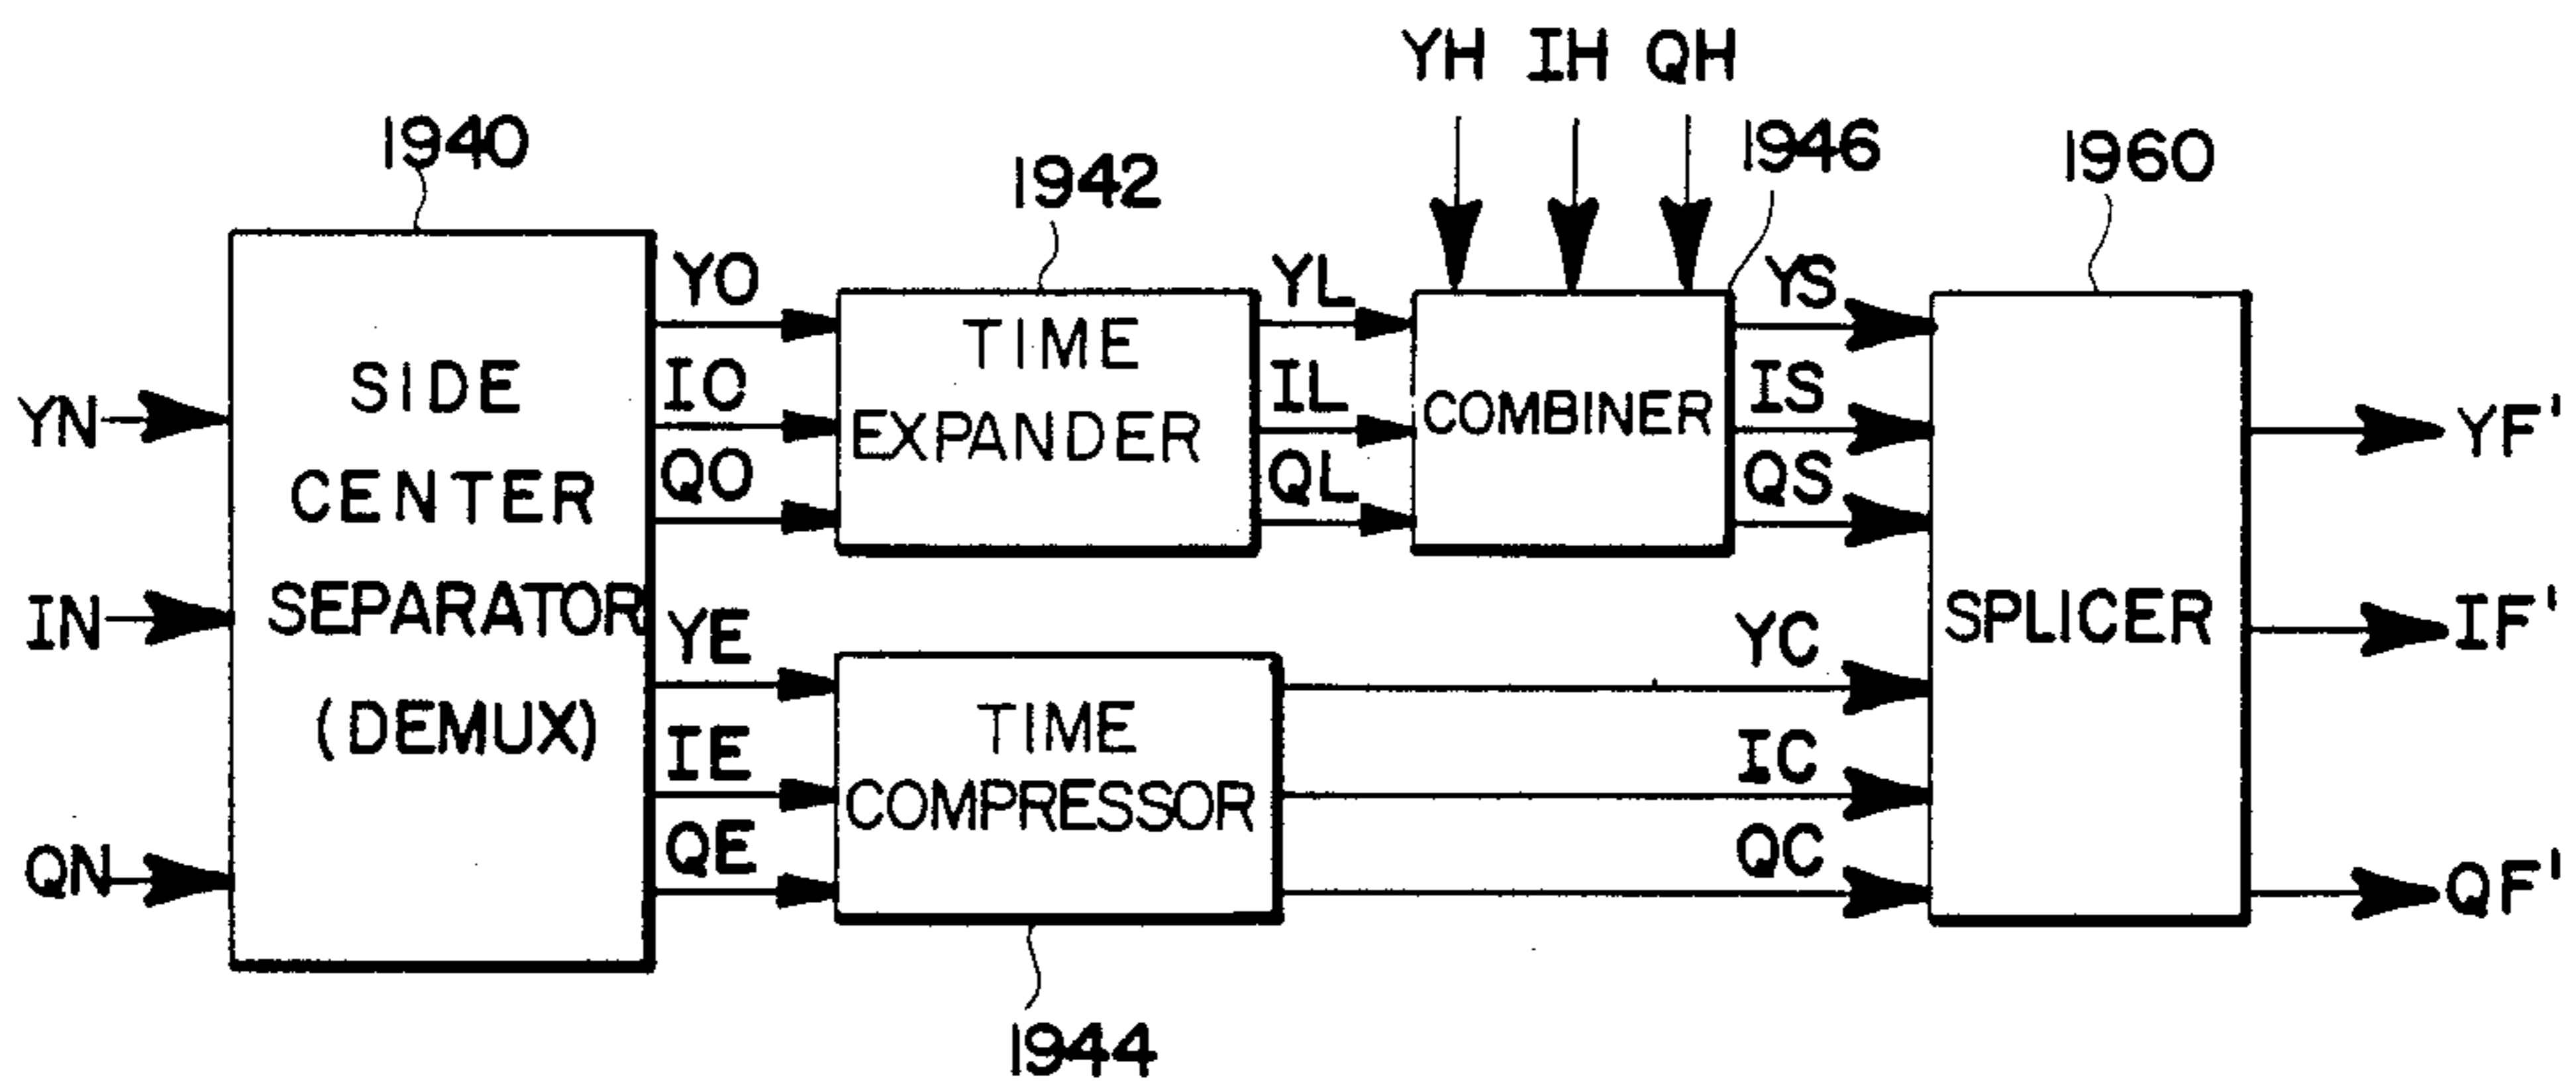 YH IH QH
1940
1942
1946
1960
YN
IN
QN
SIDE
CENTER
SEPARATOR
(DEMUX)
YO
IO
QO
YE
IE
QE
TIME
EXPANDER
TIME
COMPRESSOR
1944
YL
IL
QL
COMBINER
YS
IS
QS
YC
IC
QC
SPLICER
YF'
IF'
QF'